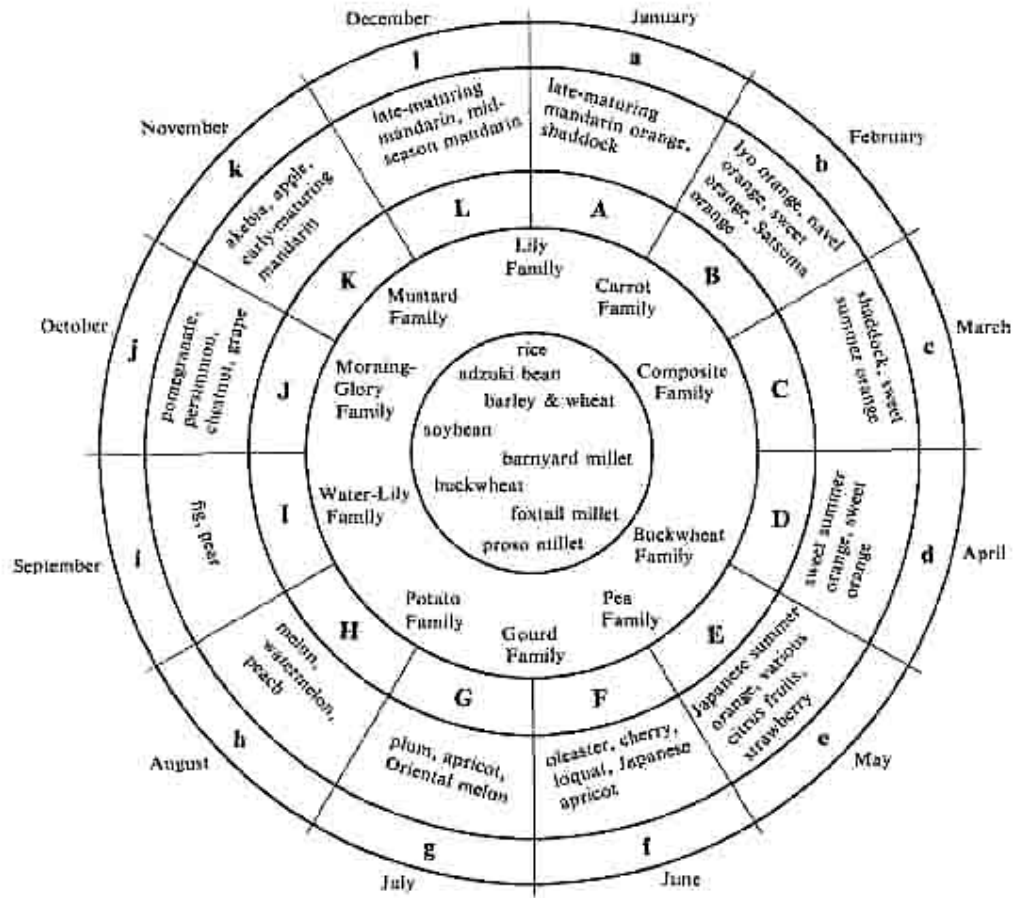 December
January
l
a
late-maturing
mandarin, mid-
season mandarin
late-maturing
mandarin orange,
shaddock
November
February
k
b
akebia, apple,
early-maturing
mandarin
Iyo orange, navel
orange, sweet
orange, Satsuma
orange
L
A
K
B
Lily
Family
Mustard
Family
Carrot
Family
October
March
j
c
pomegranate,
persimmon,
chestnut, grape
shaddock, sweet
summer orange
J
C
Morning-
Glory
Family
Composite
Family
rice
adzuki bean
barley & wheat
soybean
barnyard millet
buckwheat
foxtail millet
proso millet
Water-Lily
Family
Buckwheat
Family
I
D
fig, pear
sweet summer
orange, sweet
orange
September
April
i
d
Potato
Family
Gourd
Family
Pea
Family
H
E
G
F
melon,
watermelon,
peach
Japanese summer
orange, various
citrus fruits,
strawberry
plum, apricot,
Oriental melon
oleaster, cherry,
loquat, Japanese
apricot
h
e
August
May
g
f
July
June